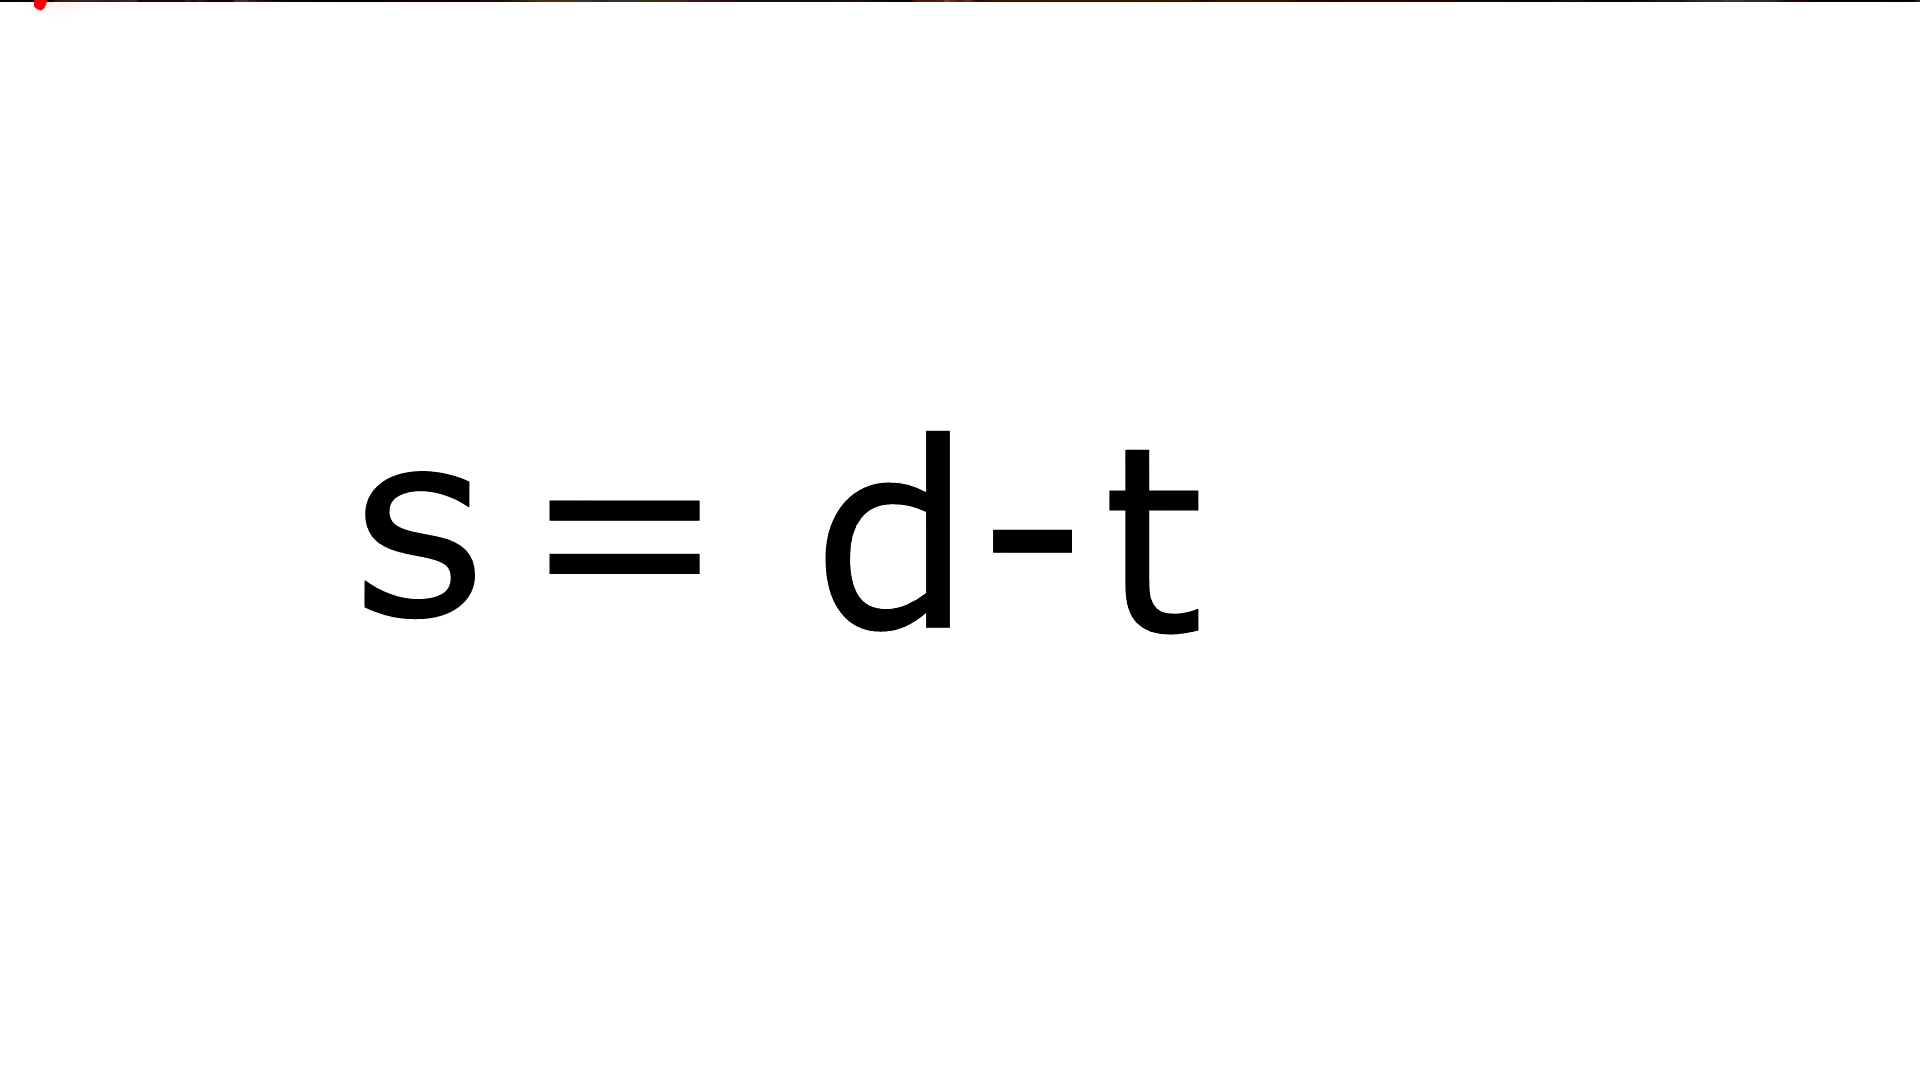 s = d-t